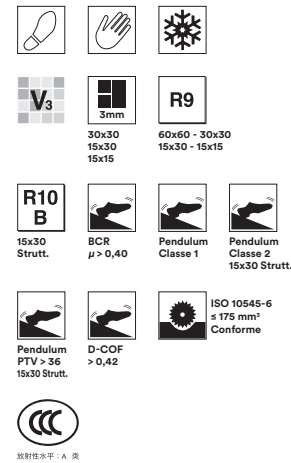 V3
3mm
30x30
15x30
15x15
R9
60x60 - 30x30
15x30 - 15x15
R10
B
15x30
Strutt.
BCR
μ > 0,40
Pendulum
Classe 1
Pendulum
Classe 2
15x30 Strutt.
Pendulum
PTV > 36
15x30 Strutt.
D-COF
> 0,42
ISO 10545-6
≤ 175 mm³
Conforme
CCC
放射性水平：A 类